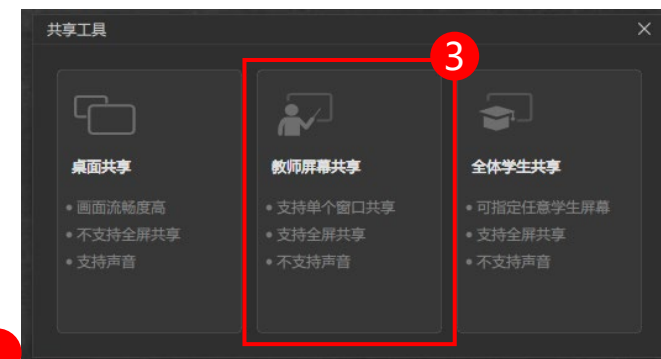 共享工具
3
桌面共享
• 画面流畅度高
• 不支持全屏共享
• 支持声音
教师屏幕共享
• 支持单个窗口共享
• 支持全屏共享
• 不支持声音
全体学生共享
• 可指定任意学生屏幕
• 支持全屏共享
• 不支持声音